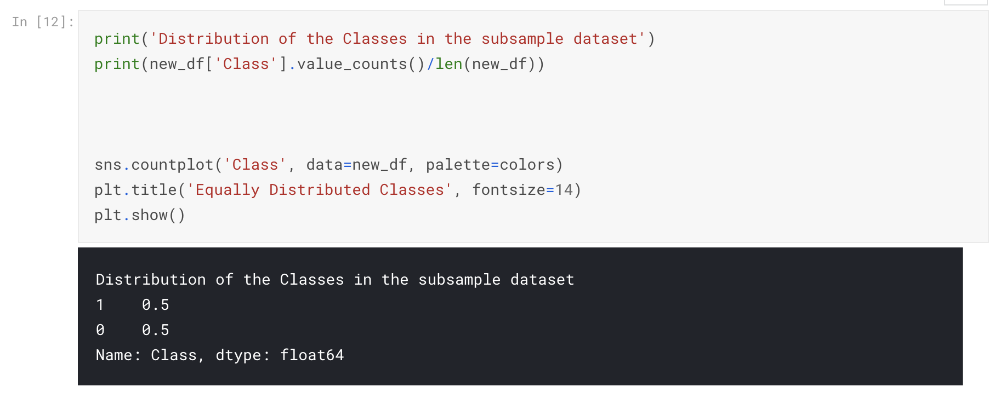 In [12]:
print('Distribution of the Classes in the subsample dataset')
print(new_df['Class'].value_counts()/len(new_df))
sns.countplot('Class', data=new_df, palette=colors)
plt.title('Equally Distributed Classes', fontsize=14)
plt.show()
Distribution of the Classes in the subsample dataset
1    0.5
0    0.5
Name: Class, dtype: float64